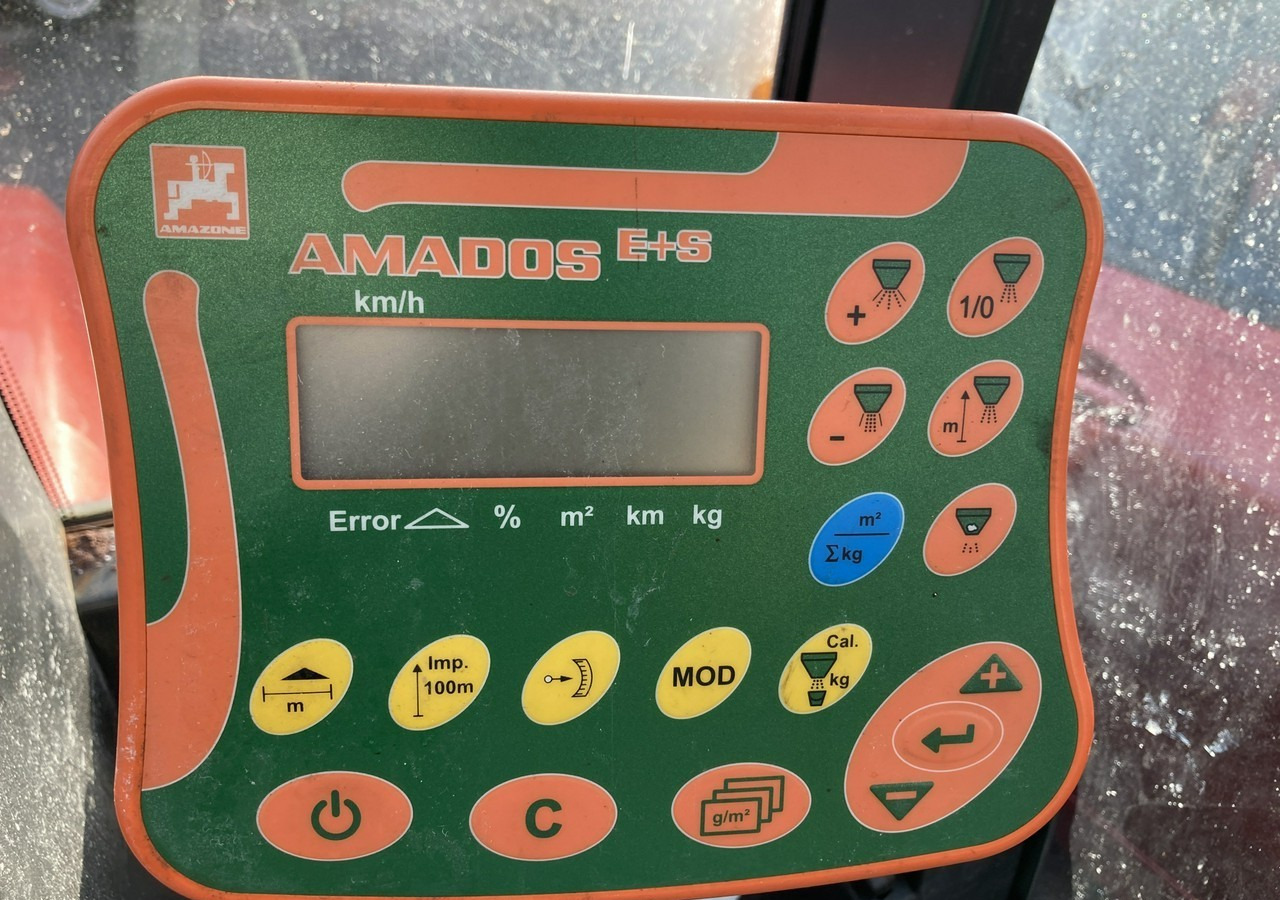 AMAZONE
AMADOS E+S
km/h
+
1/0
-
m
Error % m² km kg
m²
Σkg
m
Imp.
100m
MOD
Cal.
kg
+
-
C
g/m²